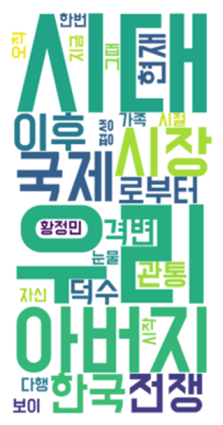 오직
한번
지금
그때
현재
시대
이후
평생
가족
시절
시장
국제
로부터
우리
황정민
격변
눈물
관통
자신
덕수
시작
아버지
다행
보이
한국
전쟁